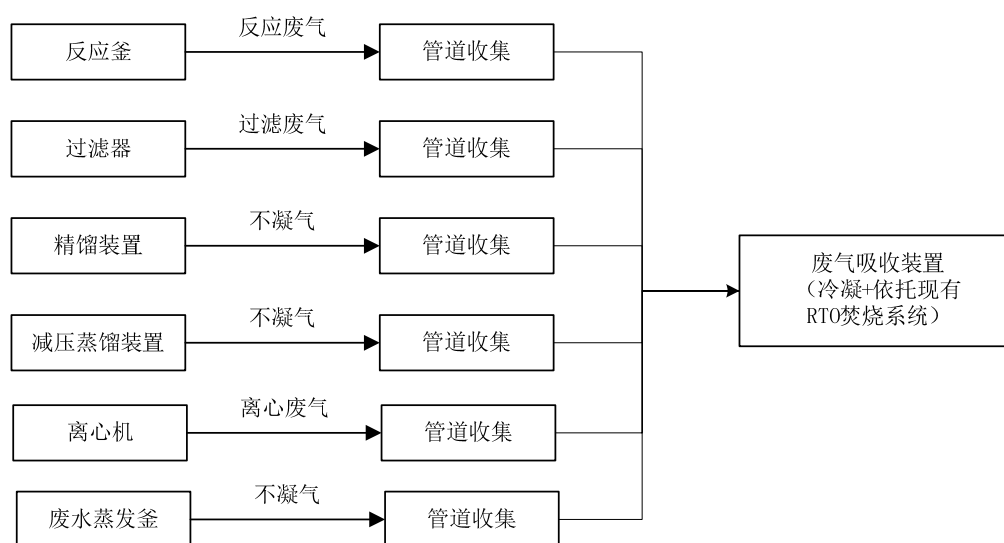 反应釜
反应废气
管道收集
过滤器
过滤废气
管道收集
精馏装置
不凝气
管道收集
减压蒸馏装置
不凝气
管道收集
离心机
离心废气
管道收集
废水蒸发釜
不凝气
管道收集
废气吸收装置
（冷凝+依托现有
RTO焚烧系统）